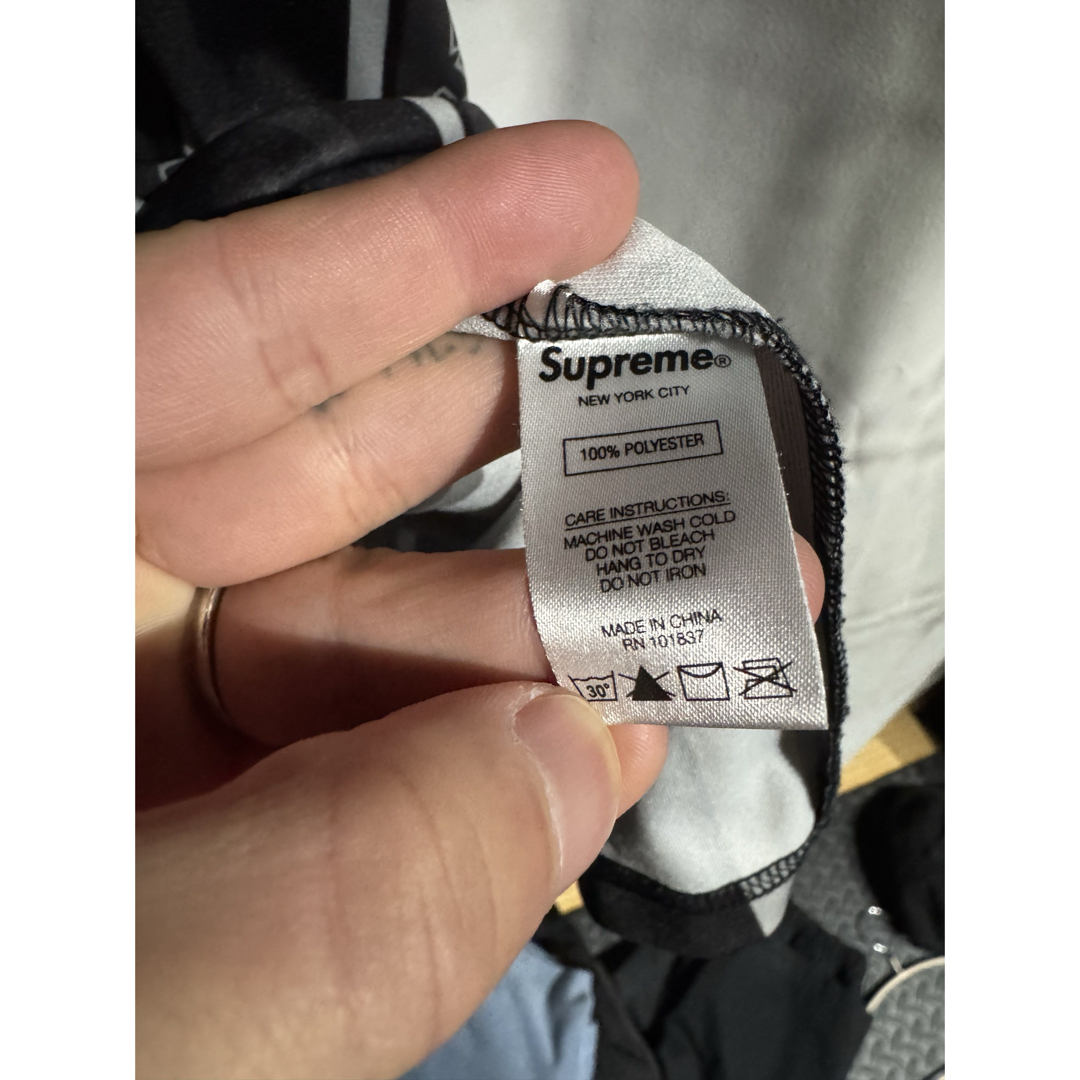 Supreme®
NEW YORK CITY
100% POLYESTER
CARE INSTRUCTIONS:
MACHINE WASH COLD
DO NOT BLEACH
HANG TO DRY
DO NOT IRON
MADE IN CHINA
RN 101837
30°